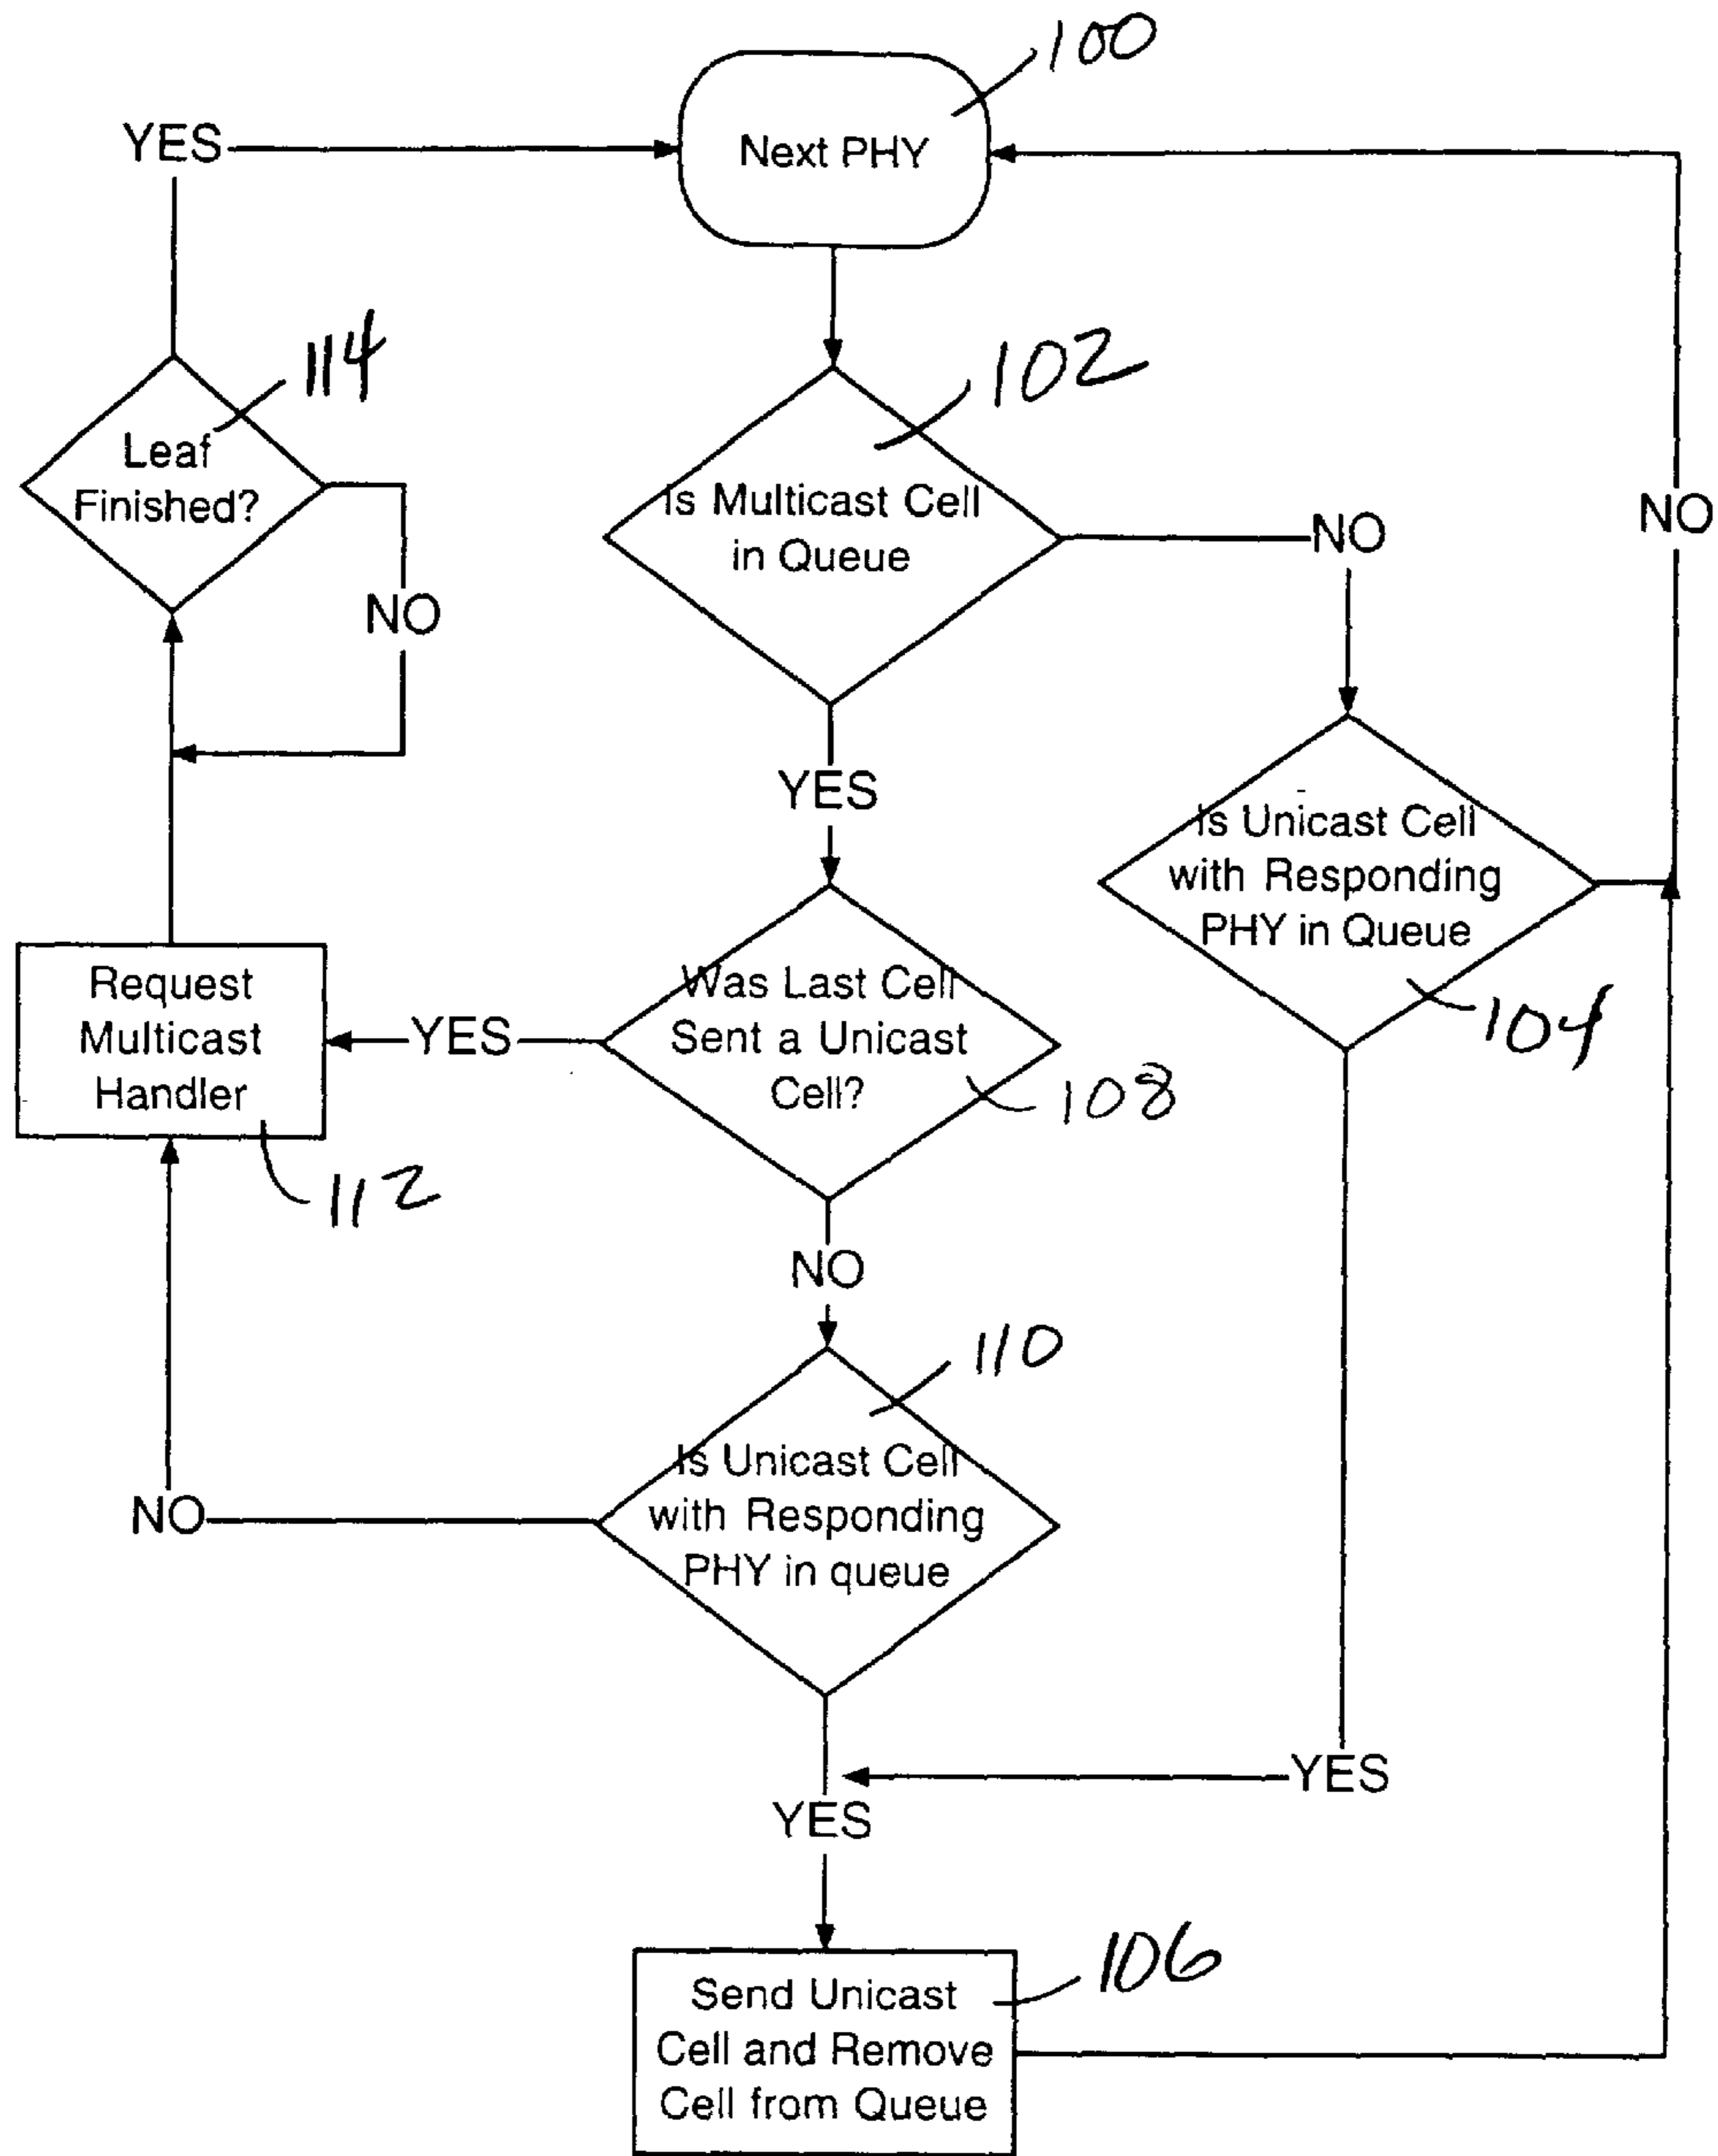 100
Next PHY
YES
NO
114
Leaf
Finished?
NO
102
Is Multicast Cell
in Queue
NO
YES
Is Unicast Cell
with Responding
PHY in Queue
104
Request
Multicast
Handler
112
YES
Was Last Cell
Sent a Unicast
Cell?
108
NO
110
Is Unicast Cell
with Responding
PHY in queue
NO
YES
YES
106
Send Unicast
Cell and Remove
Cell from Queue